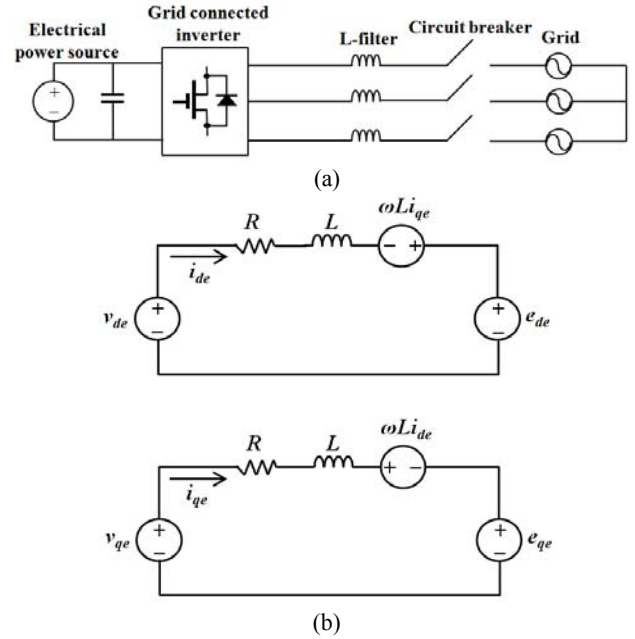 Electrical
power source
Grid connected
inverter
L-filter
Circuit breaker
Grid
+
−
(a)
R
L
ωLiqe
− +
ide
vde
+
−
ede
+
−
R
L
ωLide
+ −
iqe
vqe
+
−
eqe
+
−
(b)